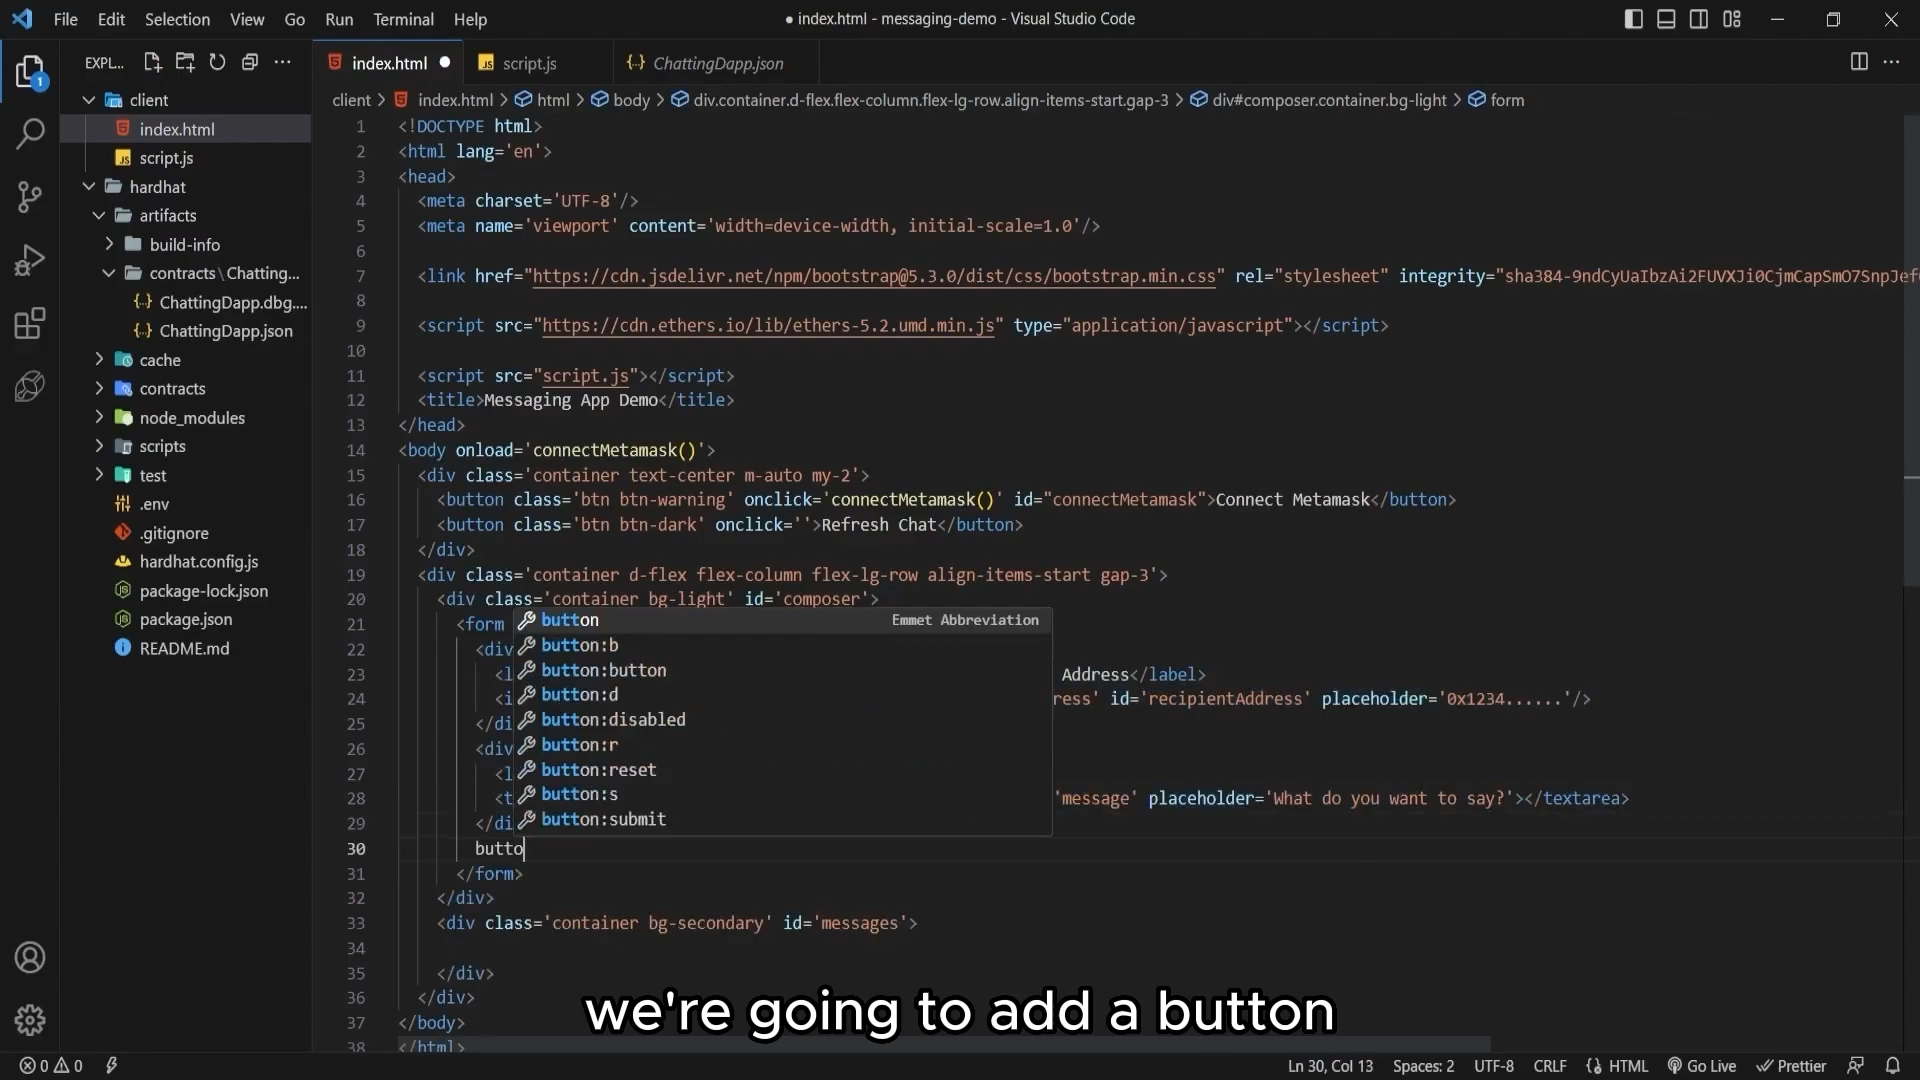 File Edit Selection View Go Run Terminal Help
● index.html - messaging-demo - Visual Studio Code
EXPL...
index.html
script.js
ChattingDapp.json
client > index.html > html > body > div.container.d-flex.flex-column.flex-lg-row.align-items-start.gap-3 > div#composer.container.bg-light > form
1
client
index.html
script.js
hardhat
artifacts
build-info
contracts\Chatting...
ChattingDapp.dbg....
ChattingDapp.json
cache
contracts
node_modules
scripts
test
.env
.gitignore
hardhat.config.js
package-lock.json
package.json
README.md
1 <!DOCTYPE html>
2 <html lang='en'>
3 <head>
4 <meta charset='UTF-8'/>
5 <meta name='viewport' content='width=device-width, initial-scale=1.0'/>
6
7 <link href="https://cdn.jsdelivr.net/npm/bootstrap@5.3.0/dist/css/bootstrap.min.css" rel="stylesheet" integrity="sha384-9ndCyUaIbzAi2FUVXJi0CjmCapSmO7SnpJef
8
9 <script src="https://cdn.ethers.io/lib/ethers-5.2.umd.min.js" type="application/javascript"></script>
10
11 <script src="script.js"></script>
12 <title>Messaging App Demo</title>
13 </head>
14 <body onload='connectMetamask()'>
15 <div class='container text-center m-auto my-2'>
16 <button class='btn btn-warning' onclick='connectMetamask()' id="connectMetamask">Connect Metamask</button>
17 <button class='btn btn-dark' onclick=''>Refresh Chat</button>
18 </div>
19 <div class='container d-flex flex-column flex-lg-row align-items-start gap-3'>
20 <div class='container bg-light' id='composer'>
21 <form
22 <div
23 <l Address</label>
24 <i ress' id='recipientAddress' placeholder='0x1234......'/>
25 </di
26 <div
27 <l
28 <t 'message' placeholder='What do you want to say?'></textarea>
29 </di
30 butto
31 </form>
32 </div>
33 <div class='container bg-secondary' id='messages'>
34
35 </div>
36 </div>
37 </body>
38 </html>
button Emmet Abbreviation
button:b
button:button
button:d
button:disabled
button:r
button:reset
button:s
button:submit
we're going to add a button
0 0
Ln 30, Col 13 Spaces: 2 UTF-8 CRLF HTML Go Live Prettier